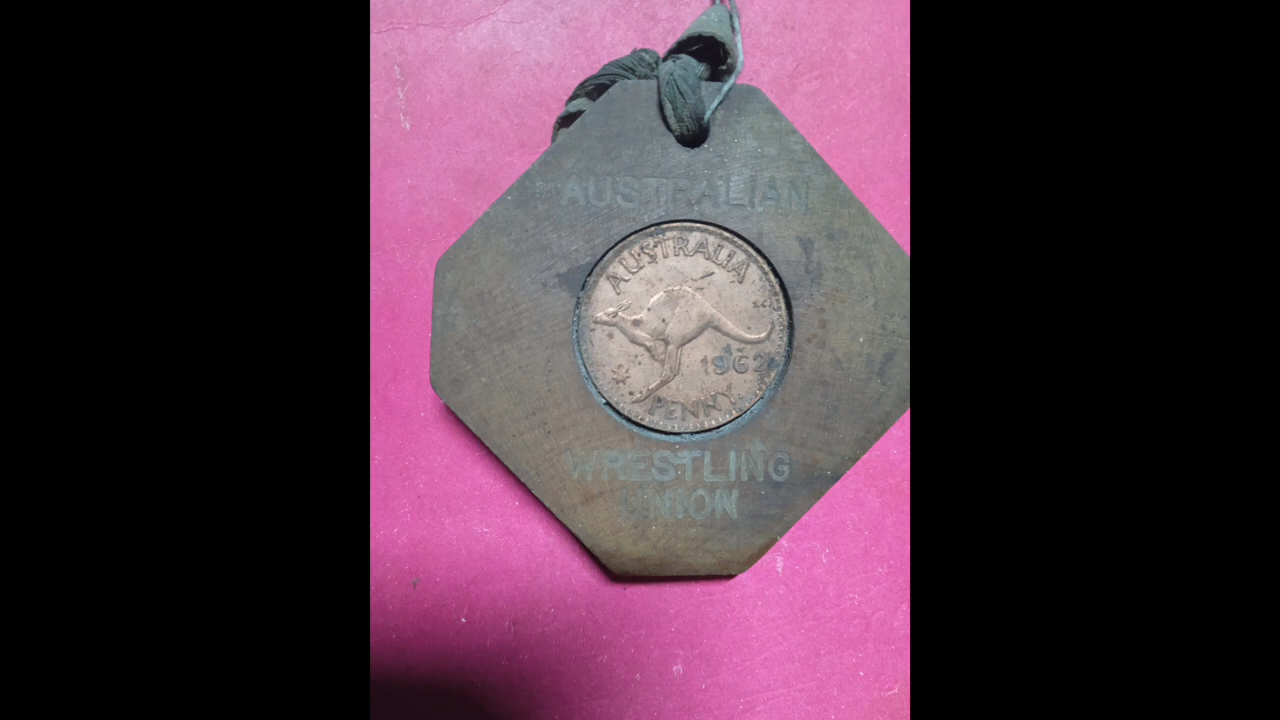 AUSTRALIAN
AUSTRALIA
1962
PENNY
WRESTLING
UNION